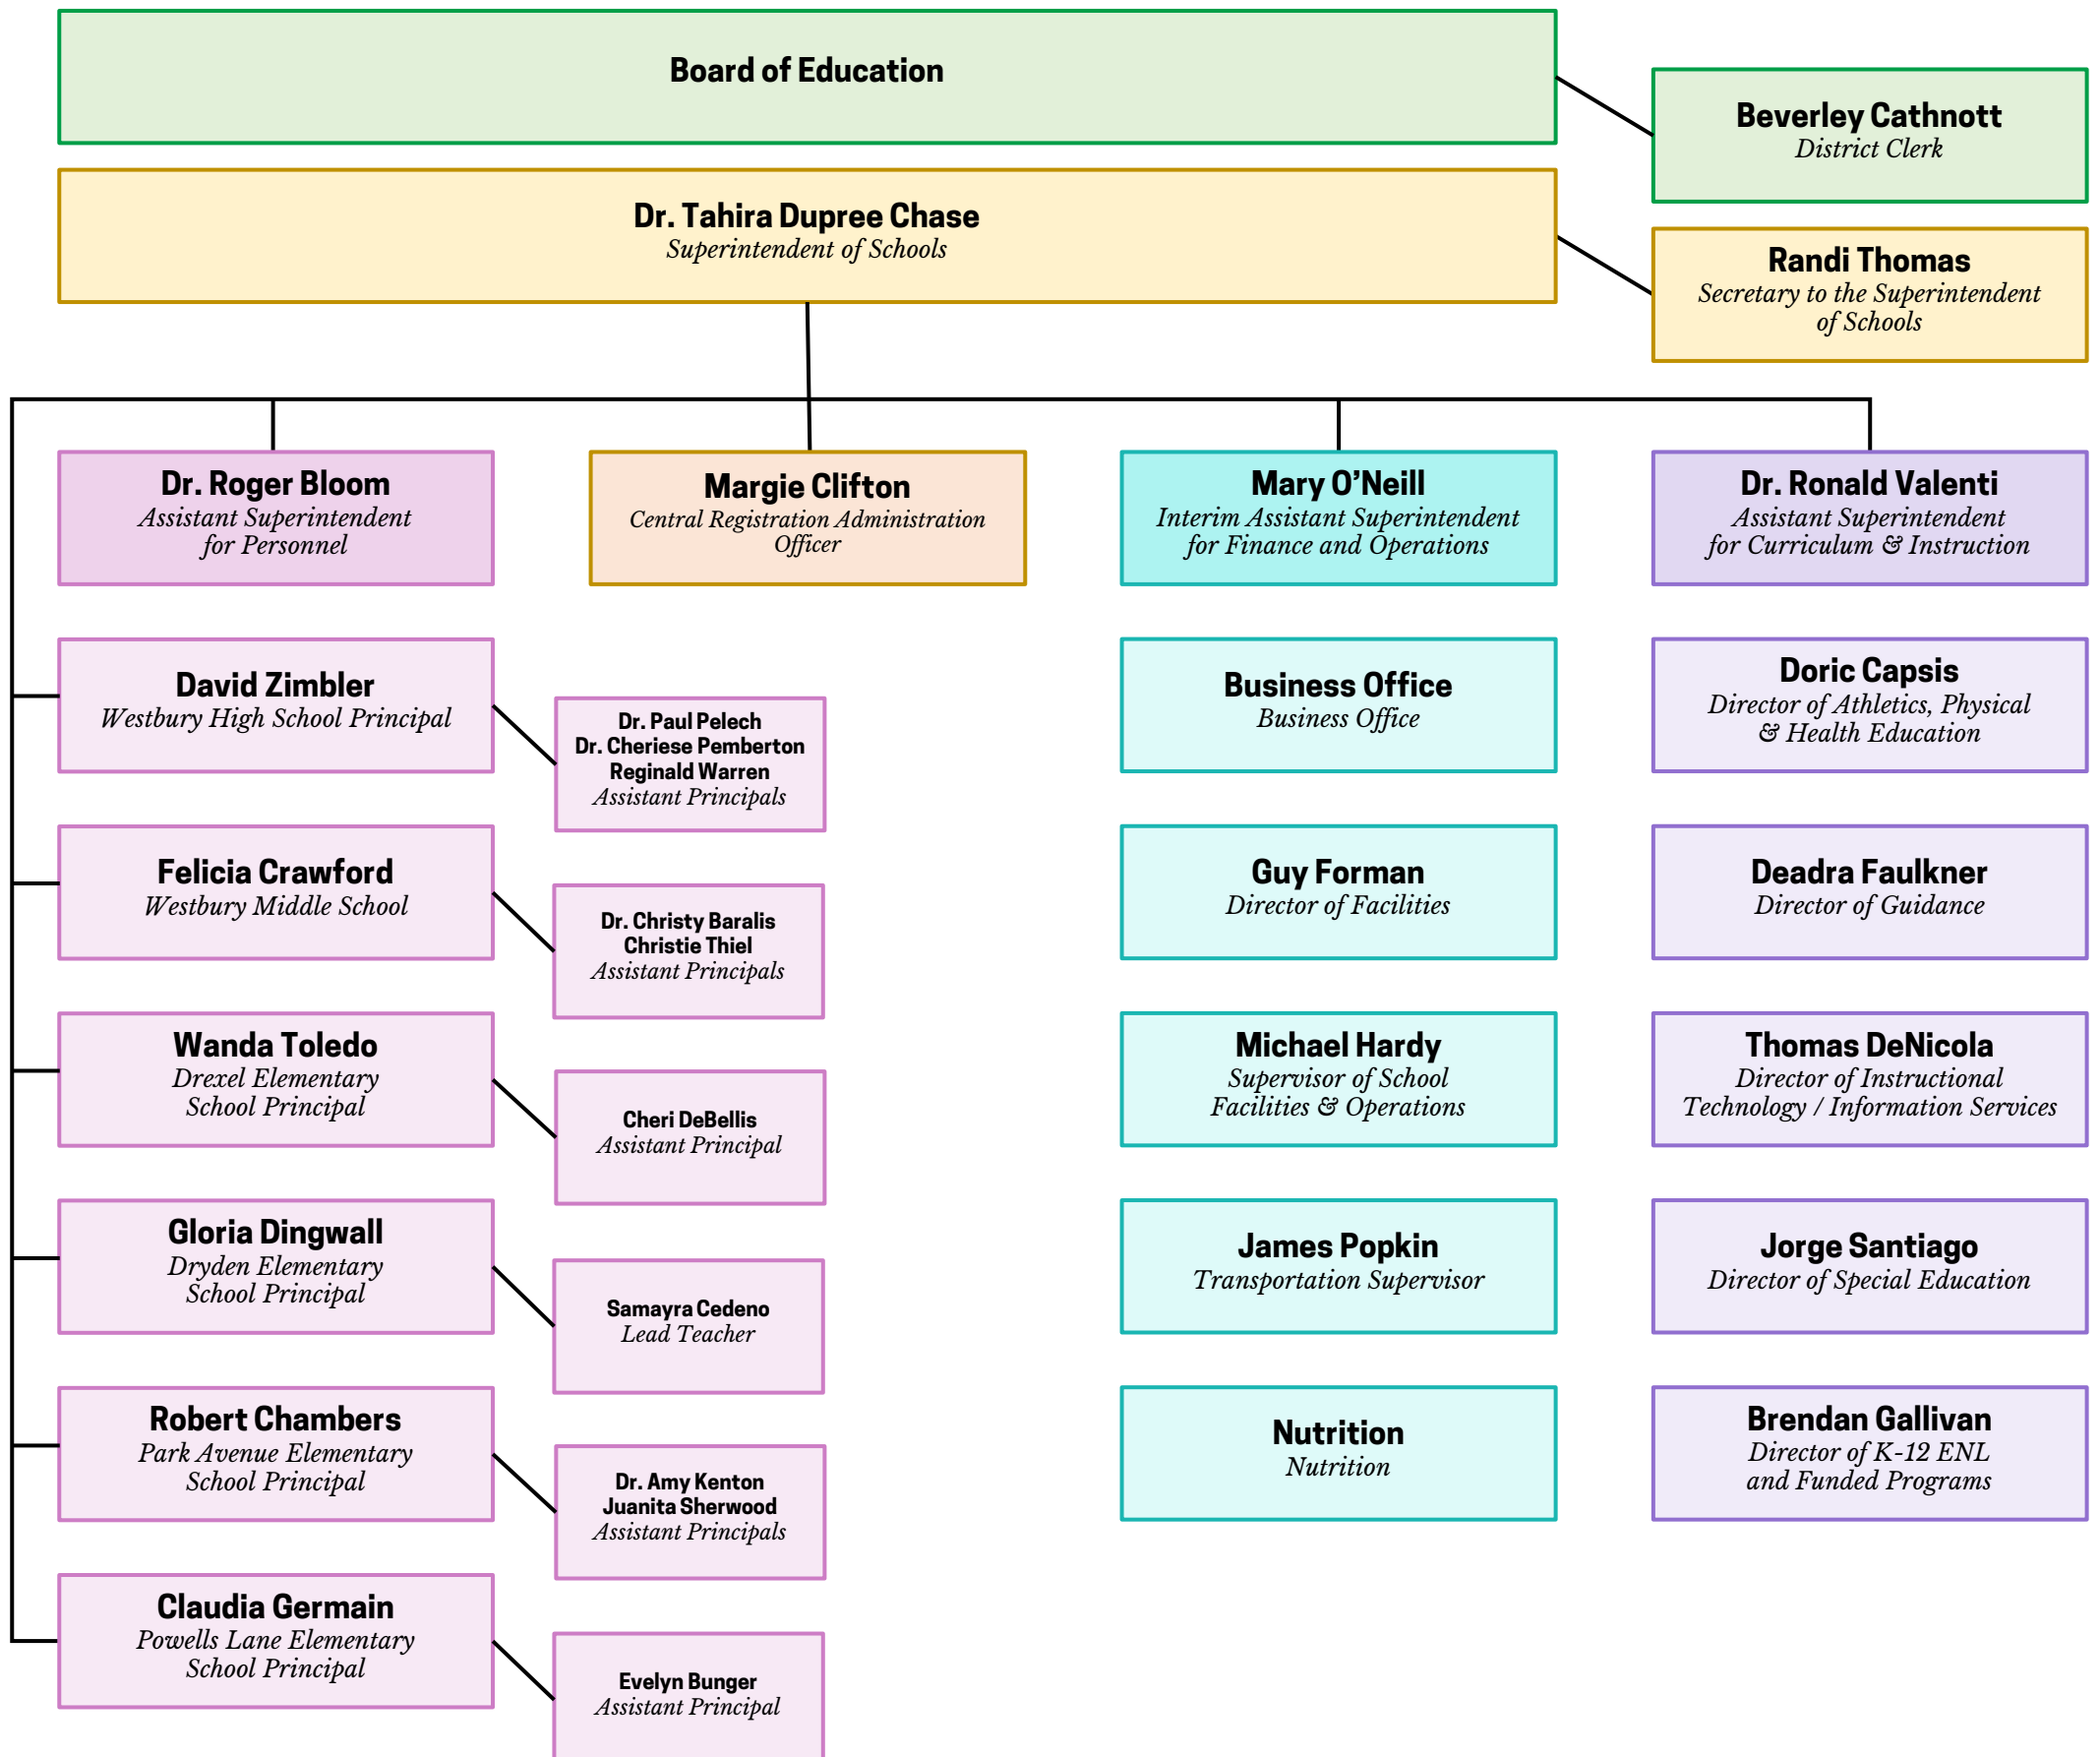 Board of Education
Beverley Cathnott
District Clerk
Dr. Tahira Dupree Chase
Superintendent of Schools
Randi Thomas
Secretary to the Superintendent
of Schools
Dr. Roger Bloom
Assistant Superintendent
for Personnel
Margie Clifton
Central Registration Administration
Officer
Mary O’Neill
Interim Assistant Superintendent
for Finance and Operations
Dr. Ronald Valenti
Assistant Superintendent
for Curriculum & Instruction
David Zimbler
Westbury High School Principal
Dr. Paul Pelech
Dr. Cheriese Pemberton
Reginald Warren
Assistant Principals
Business Office
Business Office
Doric Capsis
Director of Athletics, Physical
& Health Education
Felicia Crawford
Westbury Middle School
Dr. Christy Baralis
Christie Thiel
Assistant Principals
Guy Forman
Director of Facilities
Deadra Faulkner
Director of Guidance
Wanda Toledo
Drexel Elementary
School Principal
Cheri DeBellis
Assistant Principal
Michael Hardy
Supervisor of School
Facilities & Operations
Thomas DeNicola
Director of Instructional
Technology / Information Services
Gloria Dingwall
Dryden Elementary
School Principal
Samayra Cedeno
Lead Teacher
James Popkin
Transportation Supervisor
Jorge Santiago
Director of Special Education
Robert Chambers
Park Avenue Elementary
School Principal
Dr. Amy Kenton
Juanita Sherwood
Assistant Principals
Nutrition
Nutrition
Brendan Gallivan
Director of K-12 ENL
and Funded Programs
Claudia Germain
Powells Lane Elementary
School Principal
Evelyn Bunger
Assistant Principal